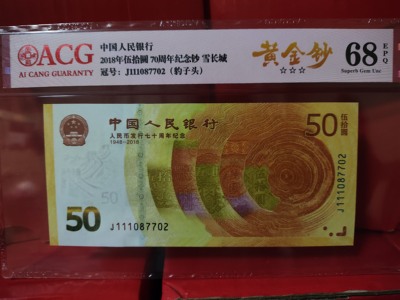 ACG
AI CANG GUARANTY
中国人民银行
2018年伍拾圆 70周年纪念钞 雪长城
冠号: J111087702 (豹子头)
黄金钞
☆☆☆
68 EPQ
Superb Gem Unc
中国人民银行
人民币发行七十周年纪念
1948-2018
50
伍拾圆
50
J111087702
J111087702